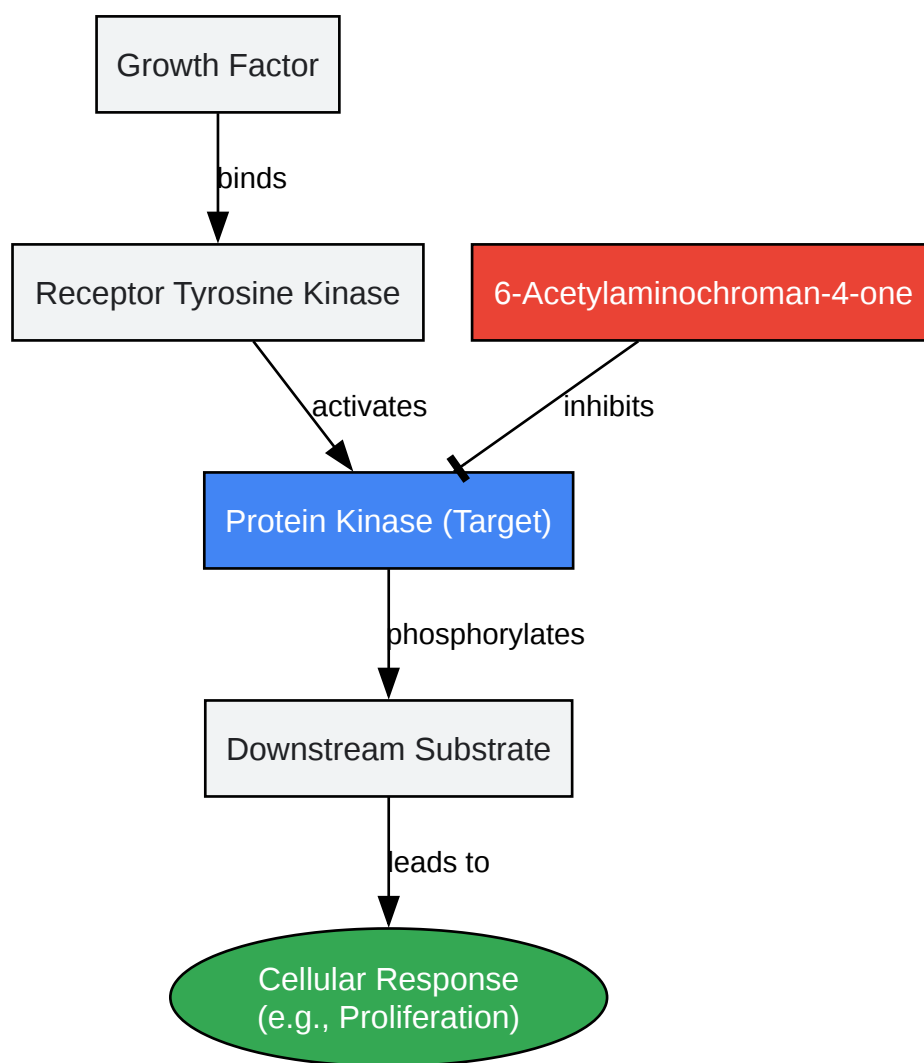 Growth Factor
binds
Receptor Tyrosine Kinase
6-Acetylaminochroman-4-one
activates
inhibits
Protein Kinase (Target)
phosphorylates
Downstream Substrate
leads to
Cellular Response
(e.g., Proliferation)